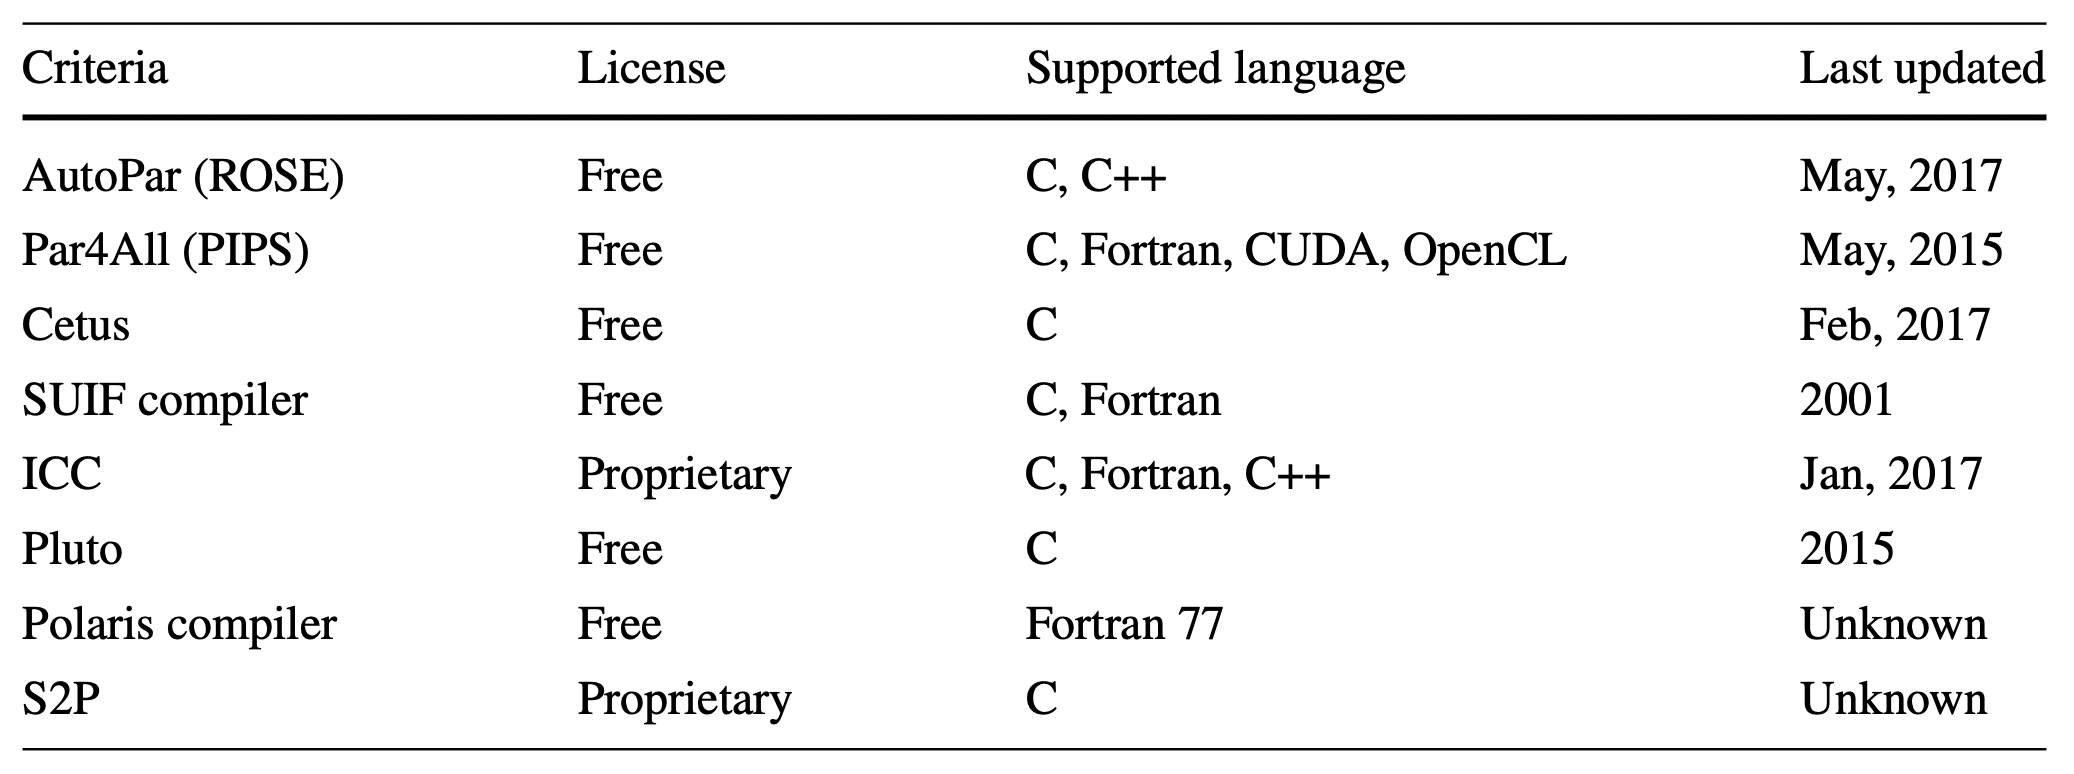 Criteria License Supported language Last updated
AutoPar (ROSE) Free C, C++ May, 2017
Par4All (PIPS) Free C, Fortran, CUDA, OpenCL May, 2015
Cetus Free C Feb, 2017
SUIF compiler Free C, Fortran 2001
ICC Proprietary C, Fortran, C++ Jan, 2017
Pluto Free C 2015
Polaris compiler Free Fortran 77 Unknown
S2P Proprietary C Unknown